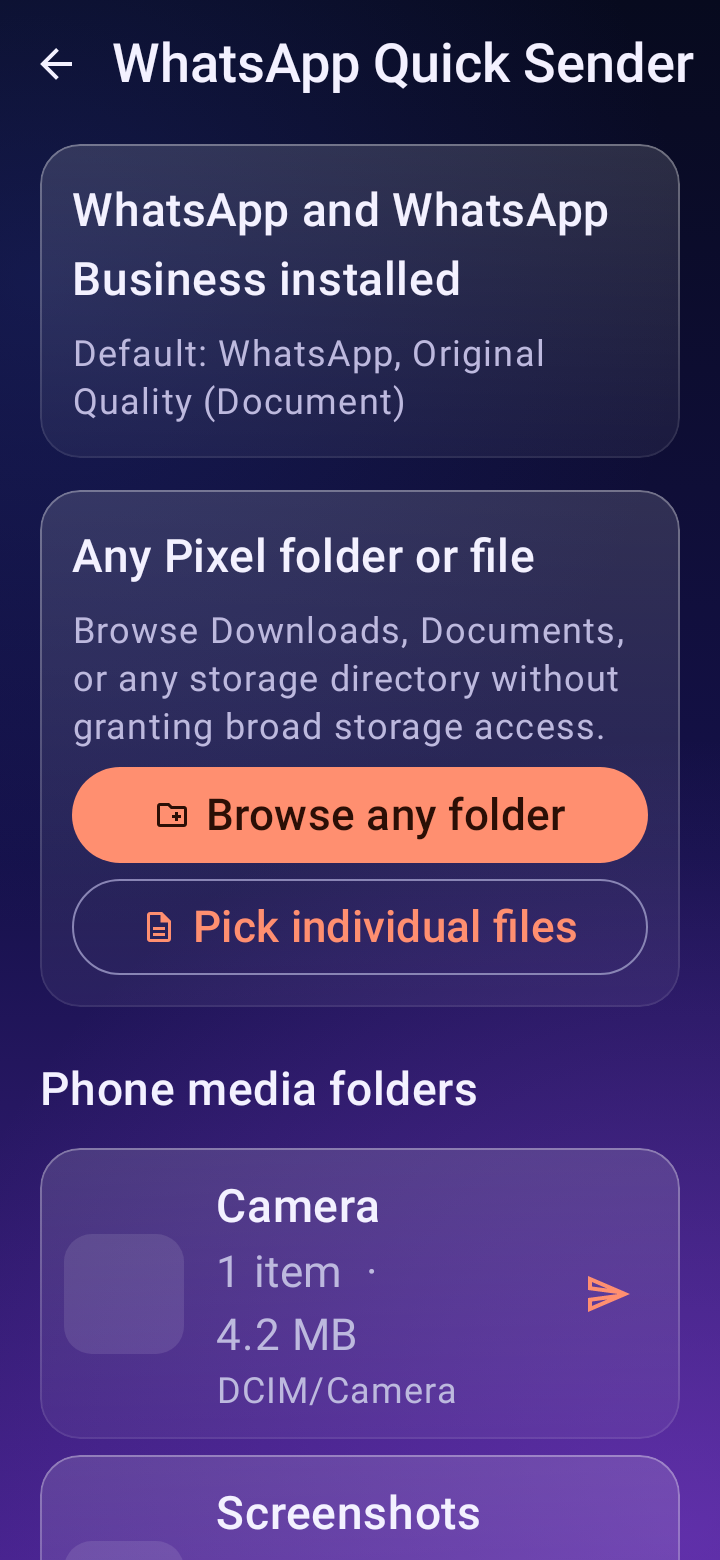 WhatsApp Quick Sender
WhatsApp and WhatsApp
Business installed
Default: WhatsApp, Original
Quality (Document)
Any Pixel folder or file
Browse Downloads, Documents,
or any storage directory without
granting broad storage access.
Browse any folder
Pick individual files
Phone media folders
Camera
1 item ·
4.2 MB
DCIM/Camera
Screenshots